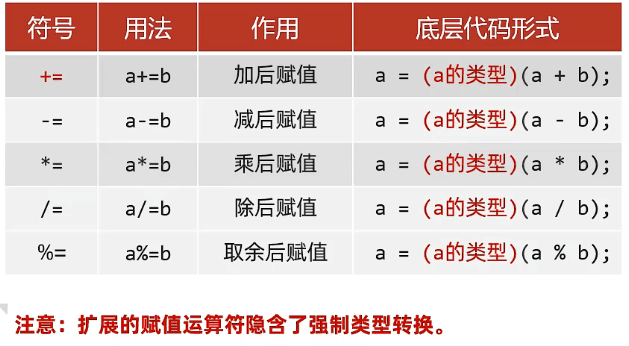 符号 用法 作用 底层代码形式
+= a+=b 加后赋值 a = (a的类型)(a + b);
-= a-=b 减后赋值 a = (a的类型)(a - b);
*= a*=b 乘后赋值 a = (a的类型)(a * b);
/= a/=b 除后赋值 a = (a的类型)(a / b);
%= a%=b 取余后赋值 a = (a的类型)(a % b);
注意：扩展的赋值运算符隐含了强制类型转换。